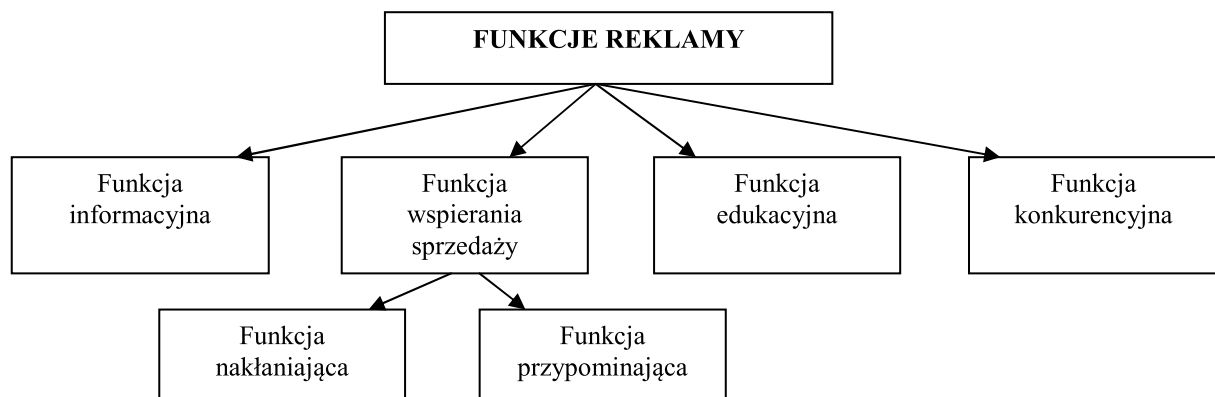 FUNKCJE REKLAMY
Funkcja
informacyjna
Funkcja
wspierania
sprzedaży
Funkcja
edukacyjna
Funkcja
konkurencyjna
Funkcja
nakłaniająca
Funkcja
przypominająca